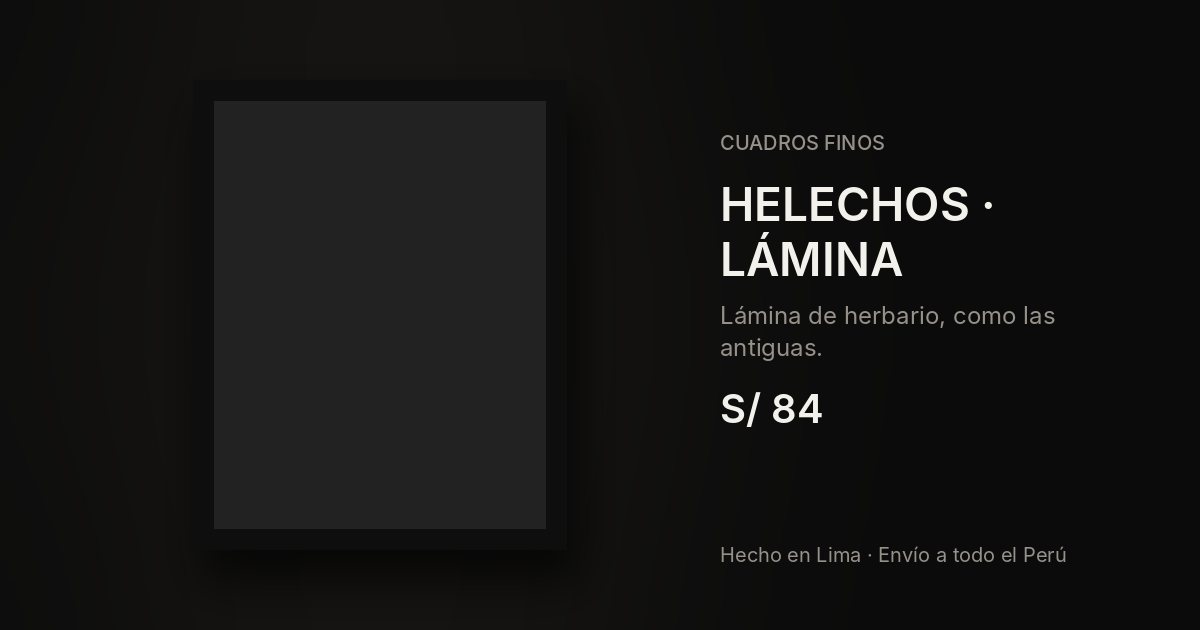 CUADROS FINOS
HELECHOS ·
LÁMINA
Lámina de herbario, como las
antiguas.
S/ 84
Hecho en Lima · Envío a todo el Perú